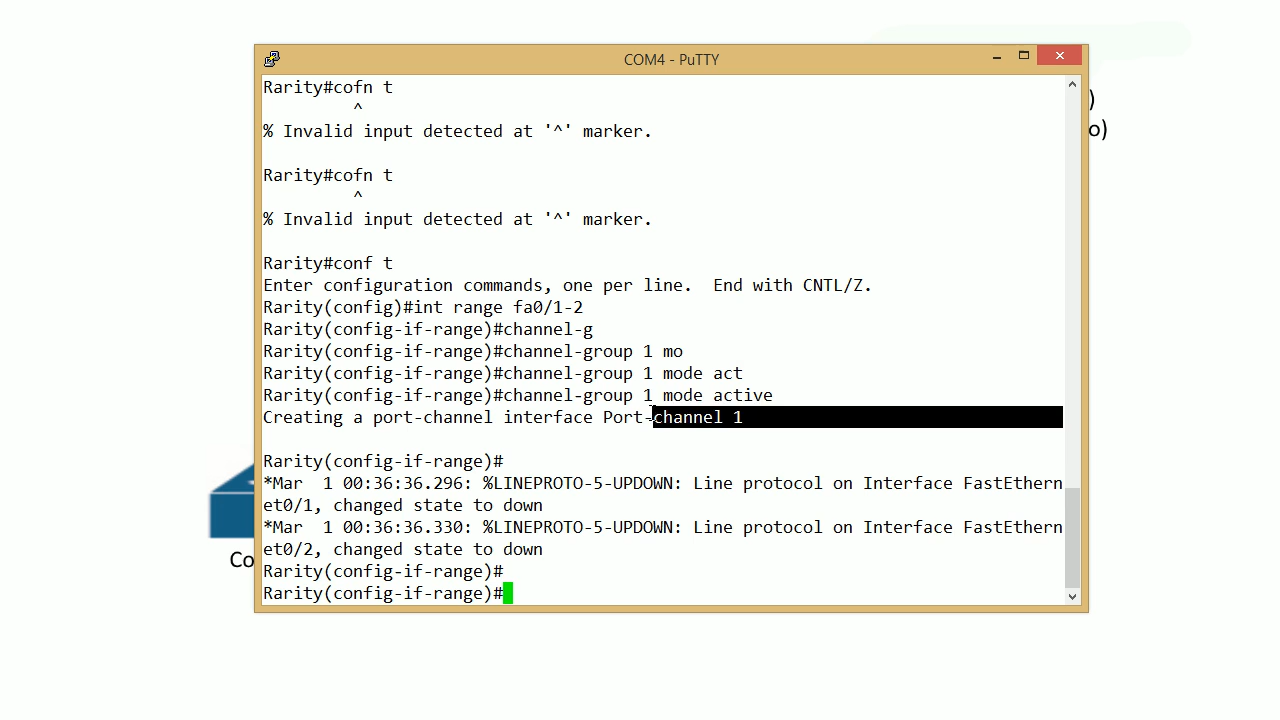 COM4 - PuTTY
Rarity#cofn t
^
% Invalid input detected at '^' marker.
Rarity#cofn t
^
% Invalid input detected at '^' marker.
Rarity#conf t
Enter configuration commands, one per line.  End with CNTL/Z.
Rarity(config)#int range fa0/1-2
Rarity(config-if-range)#channel-g
Rarity(config-if-range)#channel-group 1 mo
Rarity(config-if-range)#channel-group 1 mode act
Rarity(config-if-range)#channel-group 1 mode active
Creating a port-channel interface Port-channel 1
Rarity(config-if-range)#
*Mar  1 00:36:36.296: %LINEPROTO-5-UPDOWN: Line protocol on Interface FastEthern
et0/1, changed state to down
*Mar  1 00:36:36.330: %LINEPROTO-5-UPDOWN: Line protocol on Interface FastEthern
et0/2, changed state to down
Rarity(config-if-range)#
Rarity(config-if-range)#
)
o)
Co